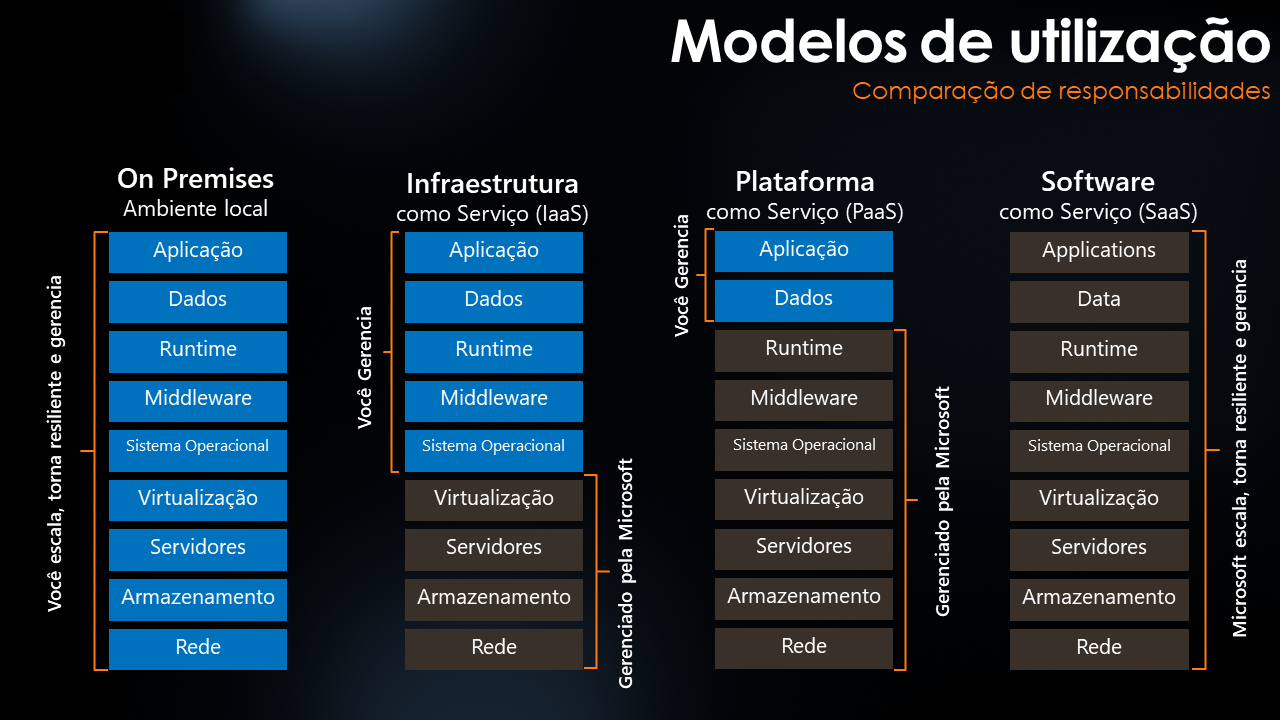 Modelos de utilização
Comparação de responsabilidades
On Premises
Ambiente local
Você escala, torna resiliente e gerencia
Aplicação
Dados
Runtime
Middleware
Sistema Operacional
Virtualização
Servidores
Armazenamento
Rede
Infraestrutura
como Serviço (IaaS)
Você Gerencia
Aplicação
Dados
Runtime
Middleware
Sistema Operacional
Virtualização
Servidores
Armazenamento
Rede
Gerenciado pela Microsoft
Plataforma
como Serviço (PaaS)
Você Gerencia
Aplicação
Dados
Runtime
Middleware
Sistema Operacional
Virtualização
Servidores
Armazenamento
Rede
Gerenciado pela Microsoft
Software
como Serviço (SaaS)
Applications
Data
Runtime
Middleware
Sistema Operacional
Virtualização
Servidores
Armazenamento
Rede
Microsoft escala, torna resiliente e gerencia